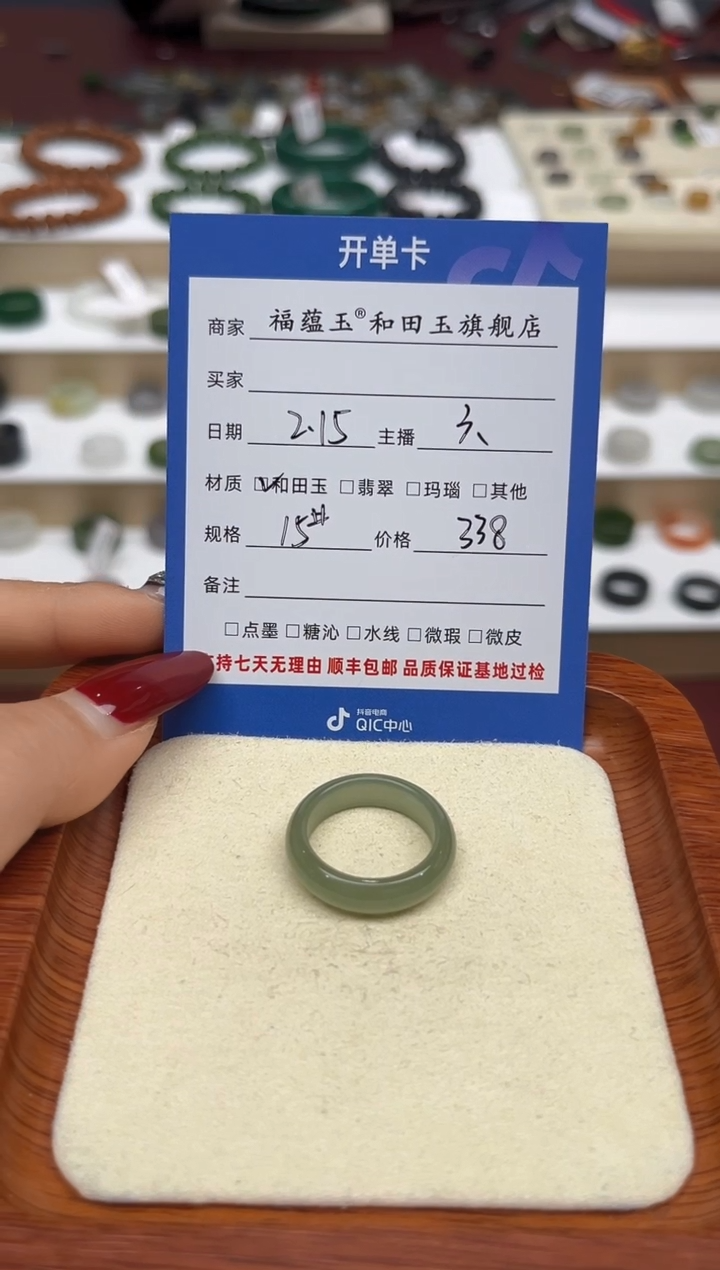 开单卡
商家 福蕴玉®和田玉旗舰店
买家
日期 2.15 主播 六
材质 ☑和田玉 □翡翠 □玛瑙 □其他
规格 15 价格 338
备注
□点墨 □糖沁 □水线 □微瑕 □微皮
持七天无理由 顺丰包邮 品质保证基地过检
抖音电商
QIC中心